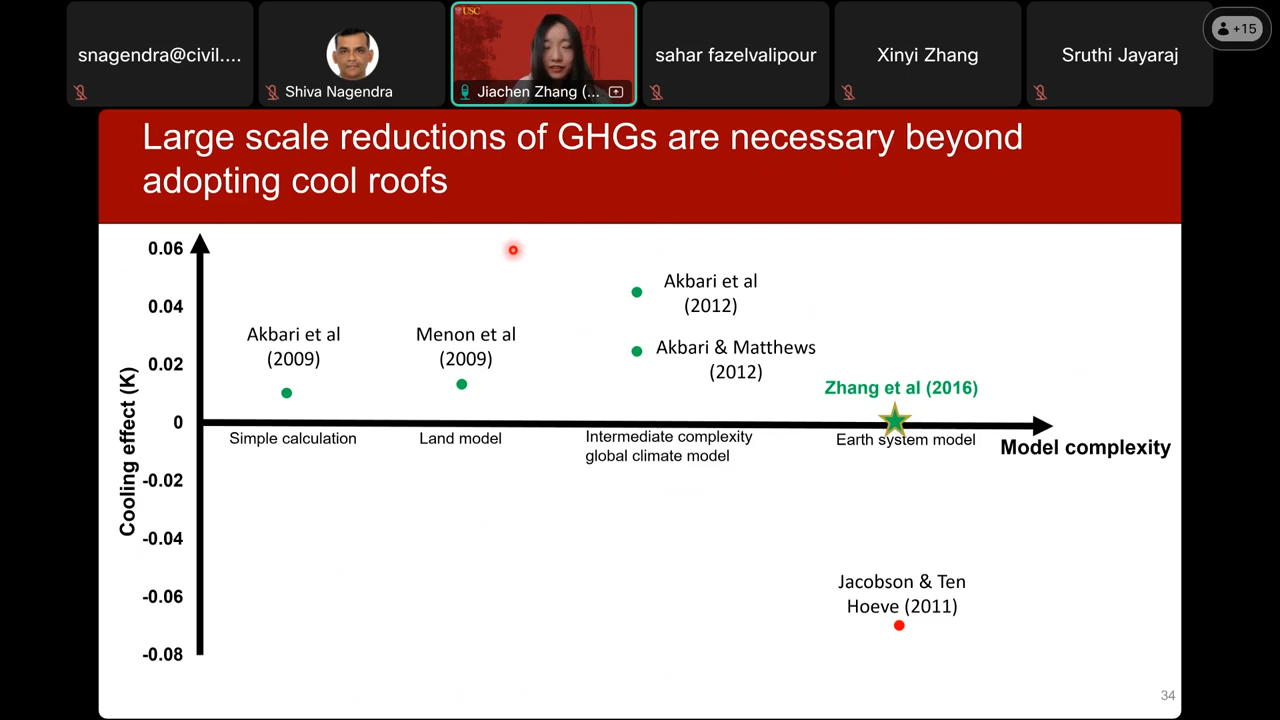 snagendra@civil....
Shiva Nagendra
USC
Jiachen Zhang (...
sahar fazelvalipour
Xinyi Zhang
Sruthi Jayaraj
+15
Large scale reductions of GHGs are necessary beyond
adopting cool roofs
Cooling effect (K)
0.06
0.04
0.02
0
-0.02
-0.04
-0.06
-0.08
Akbari et al
(2009)
Menon et al
(2009)
Akbari et al
(2012)
Akbari & Matthews
(2012)
Zhang et al (2016)
Simple calculation
Land model
Intermediate complexity
global climate model
Earth system model
Model complexity
Jacobson & Ten
Hoeve (2011)
34